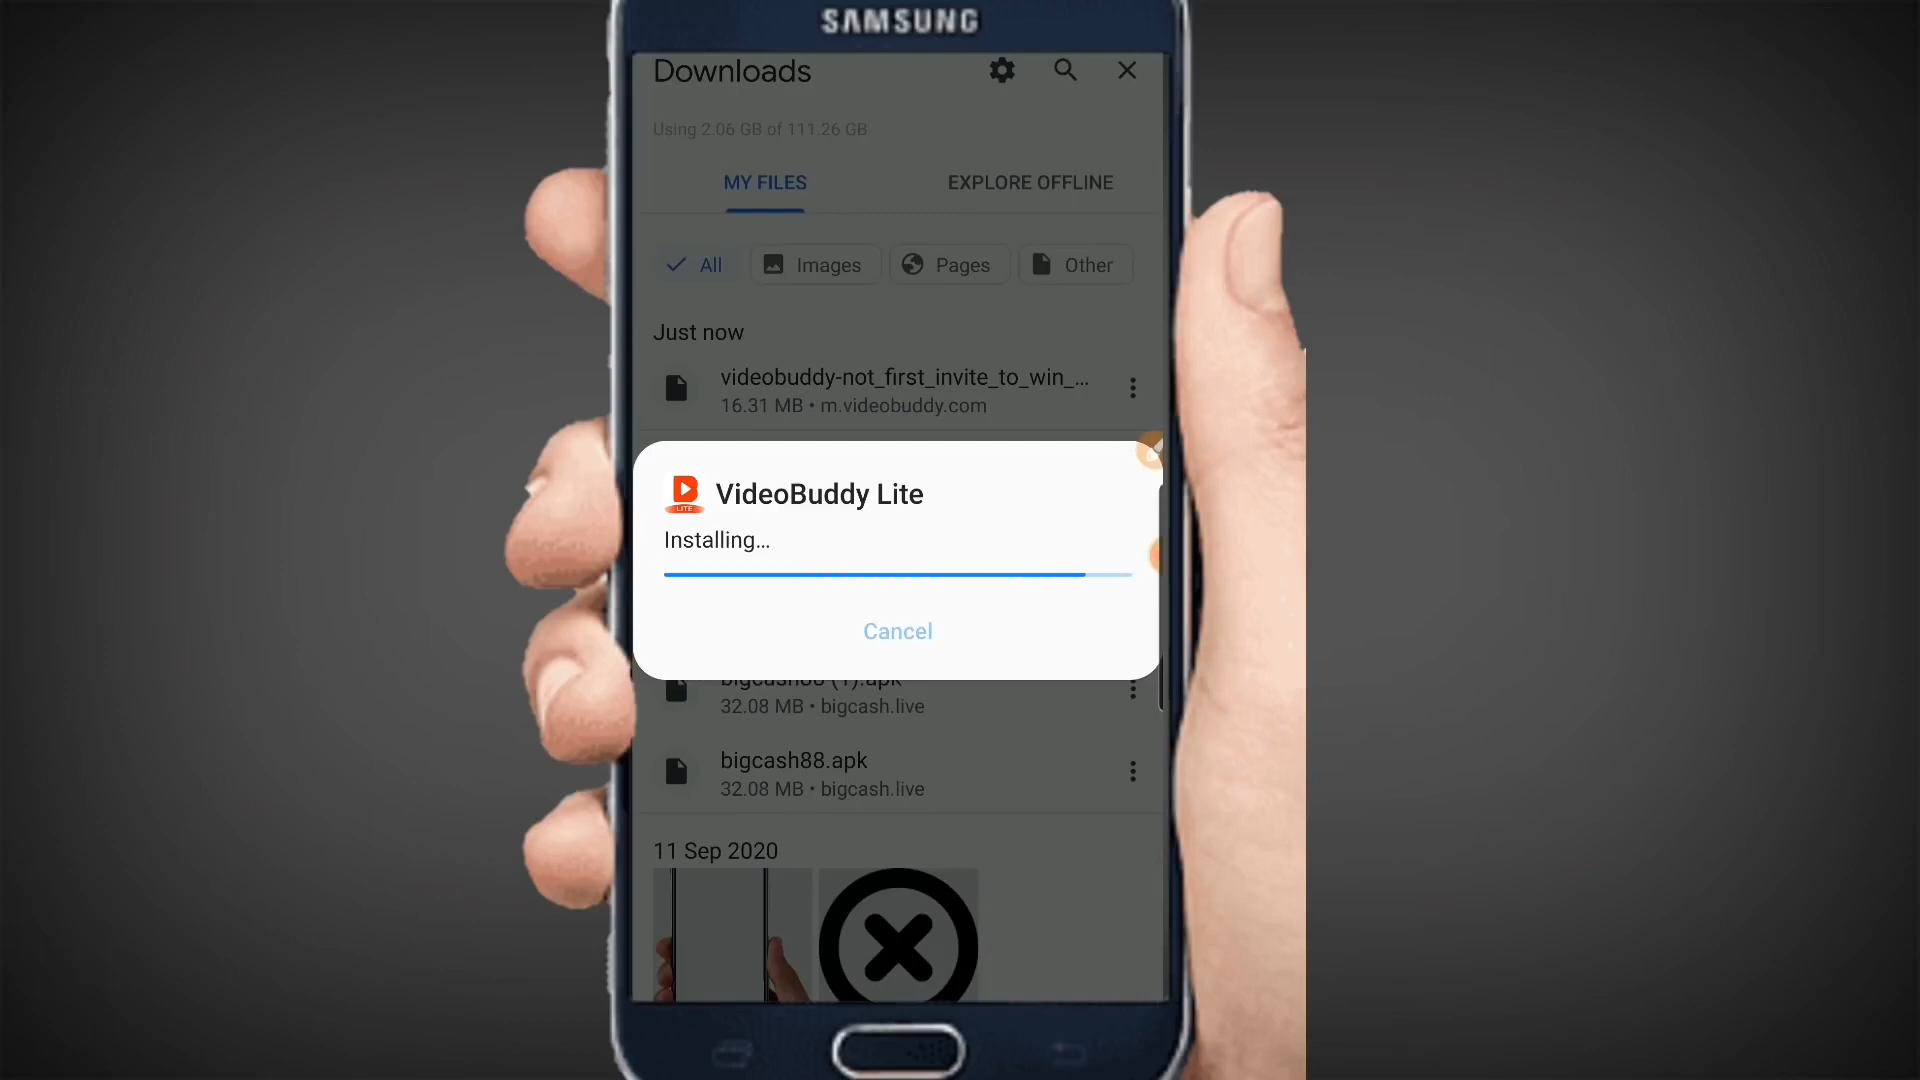 SAMSUNG
Downloads
Using 2.06 GB of 111.26 GB
MY FILES
EXPLORE OFFLINE
All
Images
Pages
Other
Just now
videobuddy-not_first_invite_to_win_...
16.31 MB • m.videobuddy.com
LITE
VideoBuddy Lite
Installing...
Cancel
bigcash88 (1).apk
32.08 MB • bigcash.live
bigcash88.apk
32.08 MB • bigcash.live
11 Sep 2020